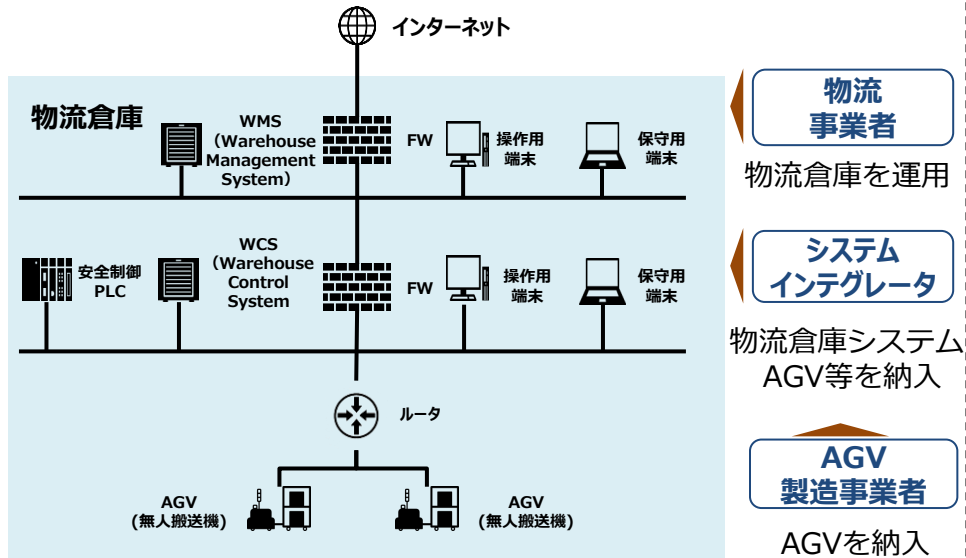 インターネット
物流倉庫
WMS
(Warehouse
Management
System)
FW
操作用
端末
保守用
端末
物流
事業者
物流倉庫を運用
安全制御
PLC
WCS
(Warehouse
Control
System
FW
操作用
端末
保守用
端末
システム
インテグレータ
物流倉庫システム
AGV等を納入
ルータ
AGV
(無人搬送機)
AGV
(無人搬送機)
AGV
製造事業者
AGVを納入